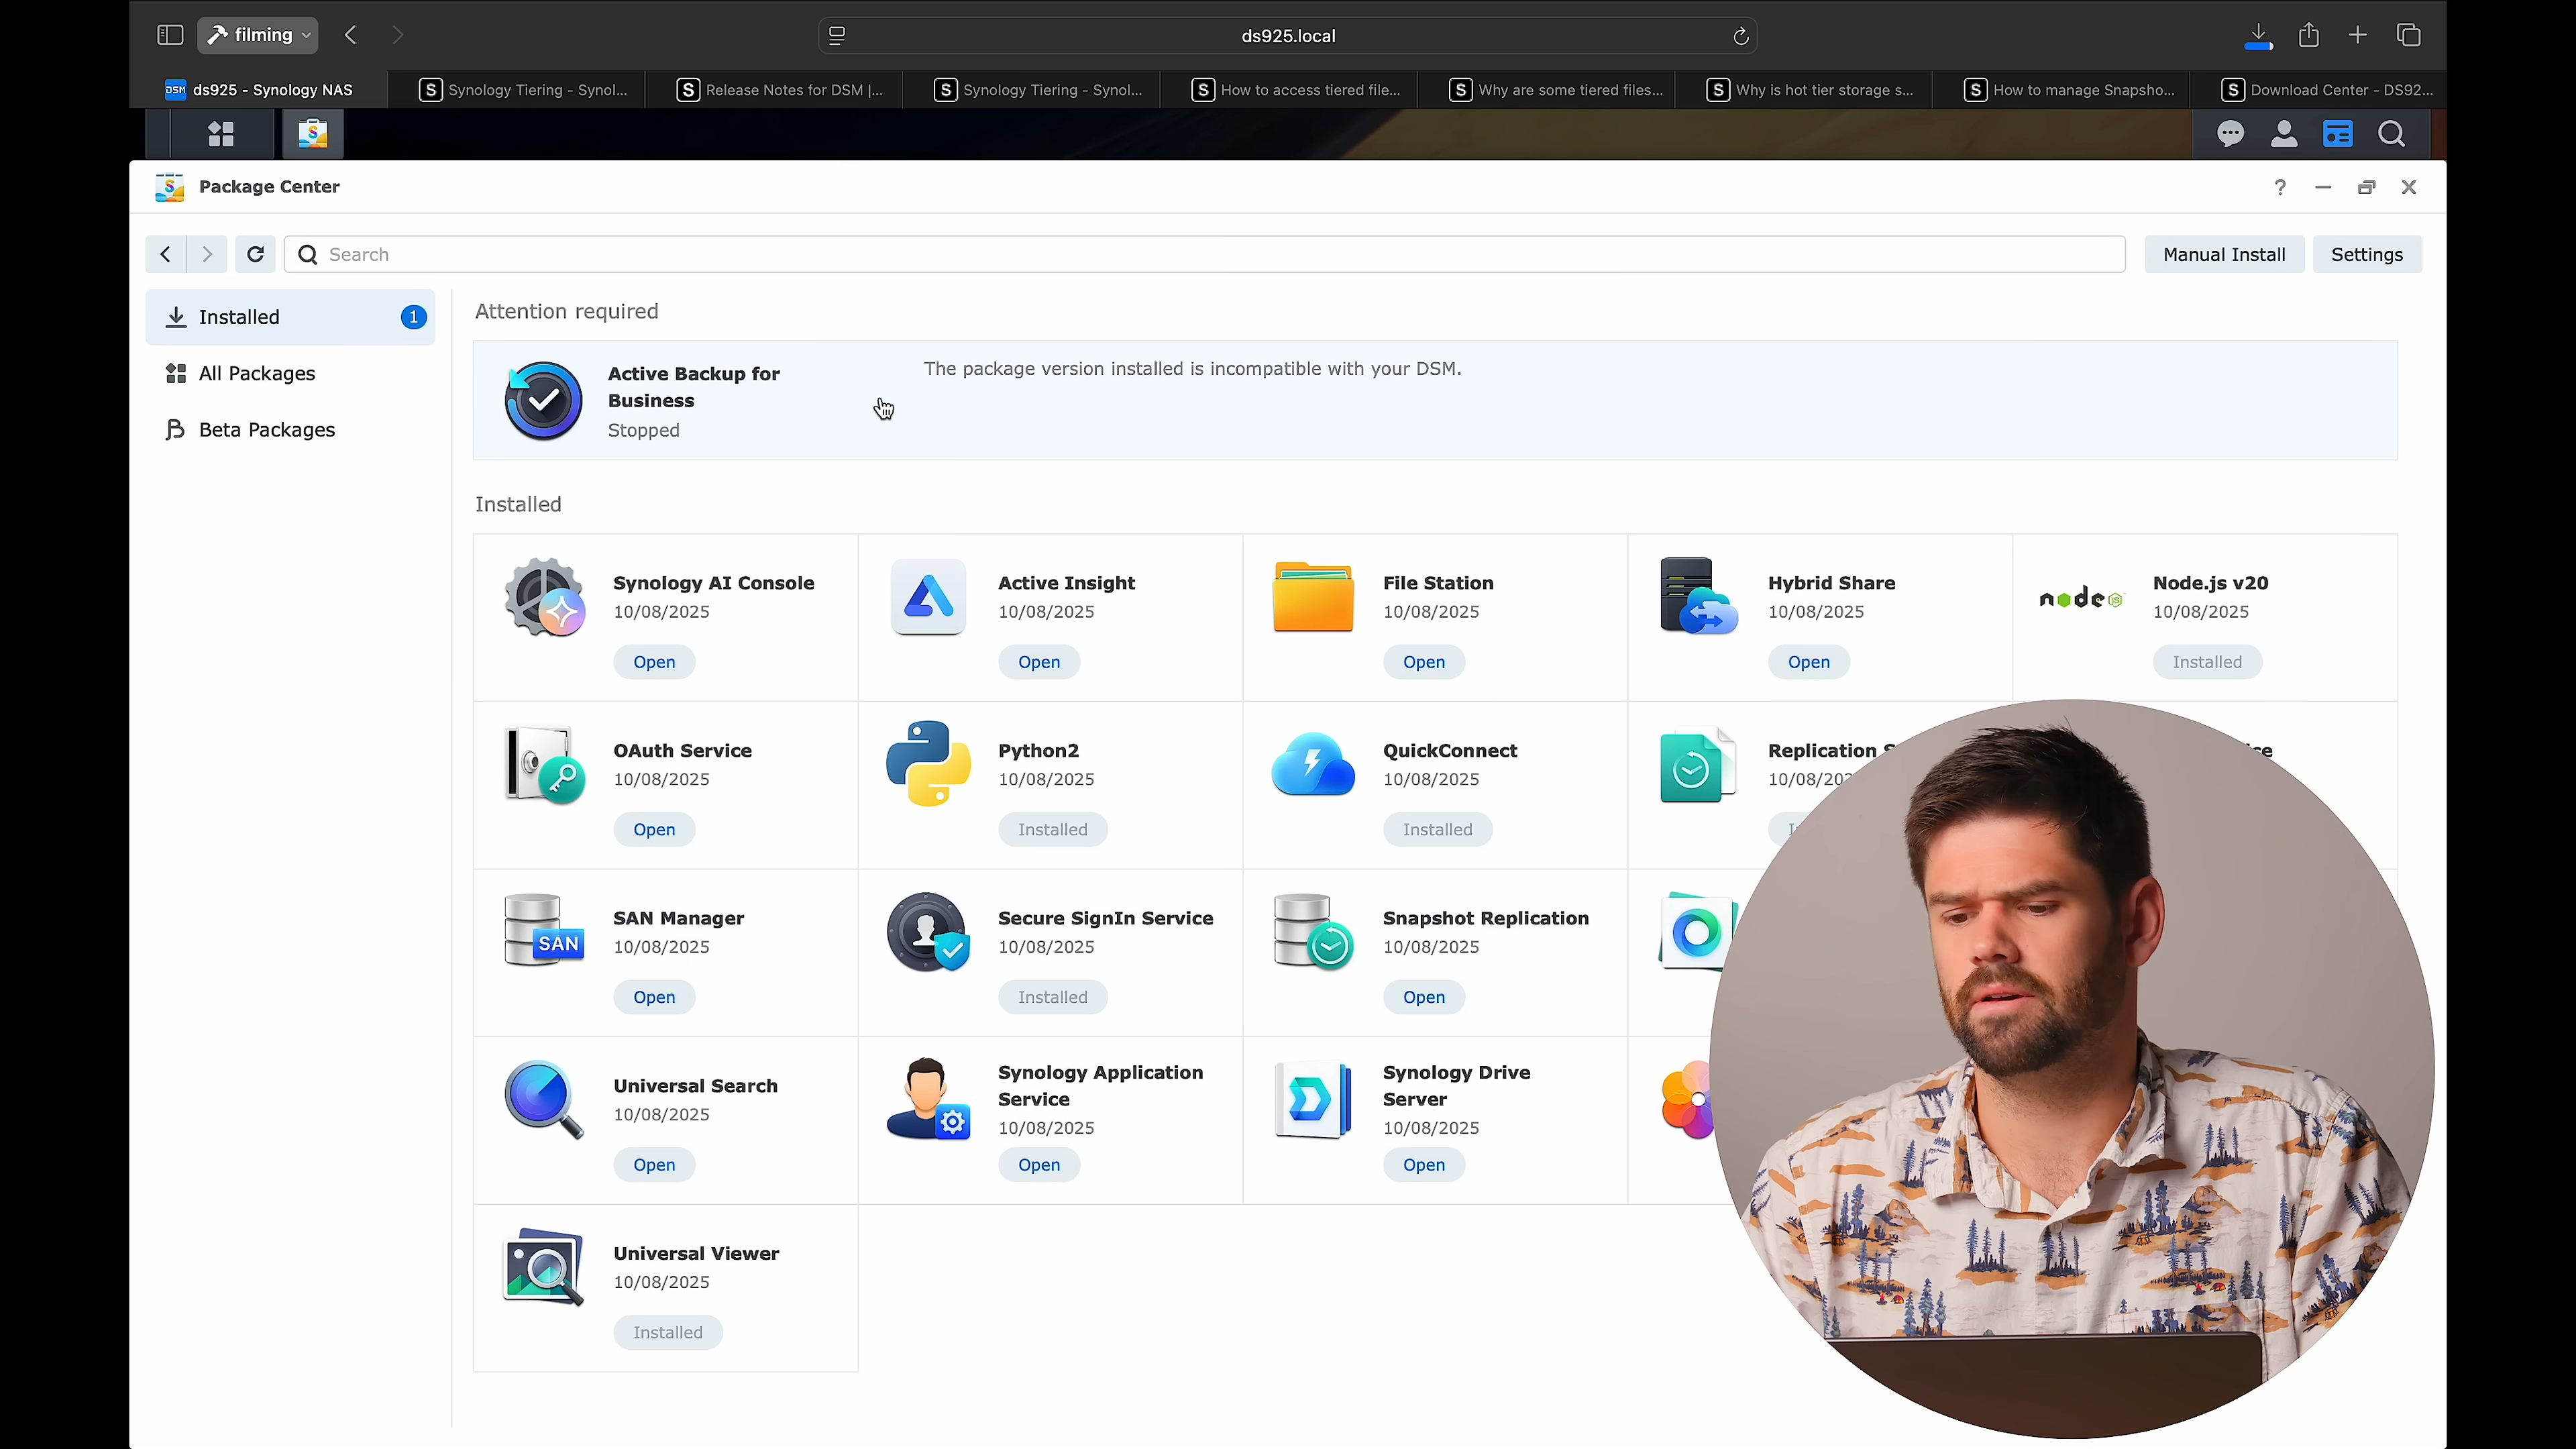 filming
ds925.local
DSM ds925 - Synology NAS
S Synology Tiering - Synol...
S Release Notes for DSM |...
S Synology Tiering - Synol...
S How to access tiered file...
S Why are some tiered files...
S Why is hot tier storage s...
S How to manage Snapsho...
S Download Center - DS92...
S
S Package Center
?
Search
Manual Install
Settings
Installed
1
All Packages
Beta Packages
Attention required
Active Backup for
Business
Stopped
The package version installed is incompatible with your DSM.
Installed
Synology AI Console
10/08/2025
Open
Active Insight
10/08/2025
Open
File Station
10/08/2025
Open
Hybrid Share
10/08/2025
Open
node JS
Node.js v20
10/08/2025
Installed
OAuth Service
10/08/2025
Open
Python2
10/08/2025
Installed
QuickConnect
10/08/2025
Installed
Replication S
10/08/202
SAN
SAN Manager
10/08/2025
Open
Secure SignIn Service
10/08/2025
Installed
Snapshot Replication
10/08/2025
Open
Universal Search
10/08/2025
Open
Synology Application
Service
10/08/2025
Open
Synology Drive
Server
10/08/2025
Open
Universal Viewer
10/08/2025
Installed